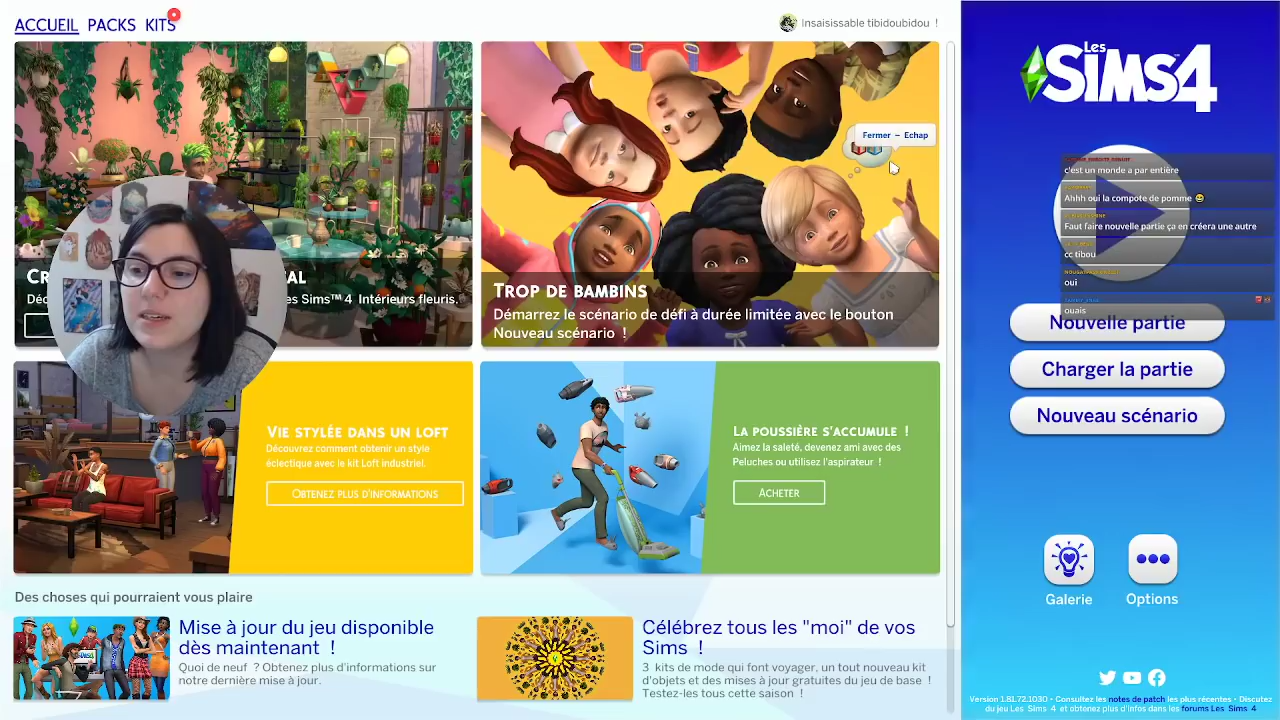 ACCUEIL PACKS KITS
Insaisissable tibidoubidou !
Les
SiMS4
Fermer – Echap
c'est un monde a par entière
Ahhh oui la compote de pomme
Faut faire nouvelle partie ça en créera une autre
cc tibou
oui
ouais
CR
AL
Déc
es Sims™ 4 Intérieurs fleuris.
TROP DE BAMBINS
Démarrez le scénario de défi à durée limitée avec le bouton
Nouveau scénario !
Nouvelle partie
Charger la partie
Nouveau scénario
VIE STYLÉE DANS UN LOFT
Découvrez comment obtenir un style
éclectique avec le kit Loft industriel.
OBTENEZ PLUS D'INFORMATIONS
LA POUSSIÈRE S'ACCUMULE !
Aimez la saleté, devenez ami avec des
Peluches ou utilisez l'aspirateur !
ACHETER
Galerie
Options
Des choses qui pourraient vous plaire
Mise à jour du jeu disponible
dès maintenant !
Quoi de neuf ? Obtenez plus d'informations sur
notre dernière mise à jour.
Célébrez tous les "moi" de vos
Sims !
3 kits de mode qui font voyager, un tout nouveau kit
d'objets et des mises à jour gratuites du jeu de base !
Testez-les tous cette saison !
Version 1.81.72.1030 • Consultez les notes de patch les plus récentes • Discutez
du jeu Les Sims 4 et obtenez plus d'infos dans les forums Les Sims 4